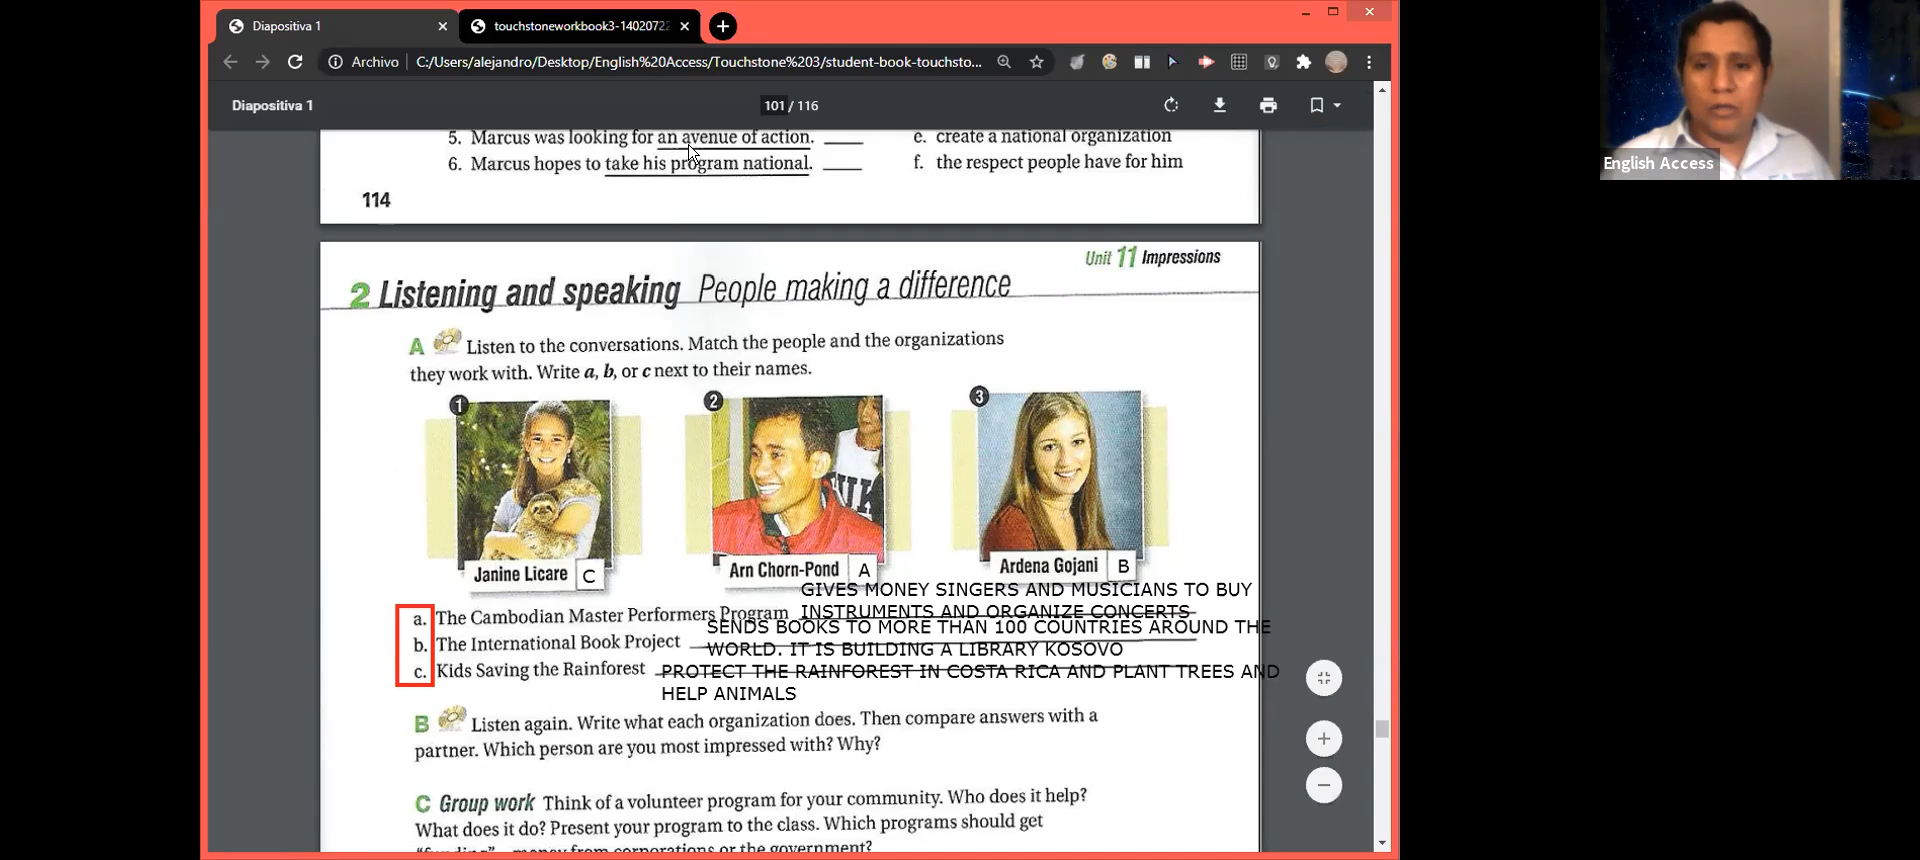 Diapositiva 1
touchstoneworkbook3-1402072
Archivo
C:/Users/alejandro/Desktop/English%20Access/Touchstone%203/student-book-touchsto...
Diapositiva 1
101 / 116
English Access
5. Marcus was looking for an avenue of action.
e. create a national organization
6. Marcus hopes to take his program national.
f. the respect people have for him
114
Unit 11 Impressions
2 Listening and speaking People making a difference
A Listen to the conversations. Match the people and the organizations
they work with. Write a, b, or c next to their names.
1
2
3
Janine Licare C
Arn Chorn-Pond A
Ardena Gojani B
a. The Cambodian Master Performers Program
GIVES MONEY SINGERS AND MUSICIANS TO BUY
INSTRUMENTS AND ORGANIZE CONCERTS
b. The International Book Project
SENDS BOOKS TO MORE THAN 100 COUNTRIES AROUND THE
WORLD. IT IS BUILDING A LIBRARY KOSOVO
c. Kids Saving the Rainforest
PROTECT THE RAINFOREST IN COSTA RICA AND PLANT TREES AND
HELP ANIMALS
B Listen again. Write what each organization does. Then compare answers with a
partner. Which person are you most impressed with? Why?
C Group work Think of a volunteer program for your community. Who does it help?
What does it do? Present your program to the class. Which programs should get
"funding" – money from corporations or the government?